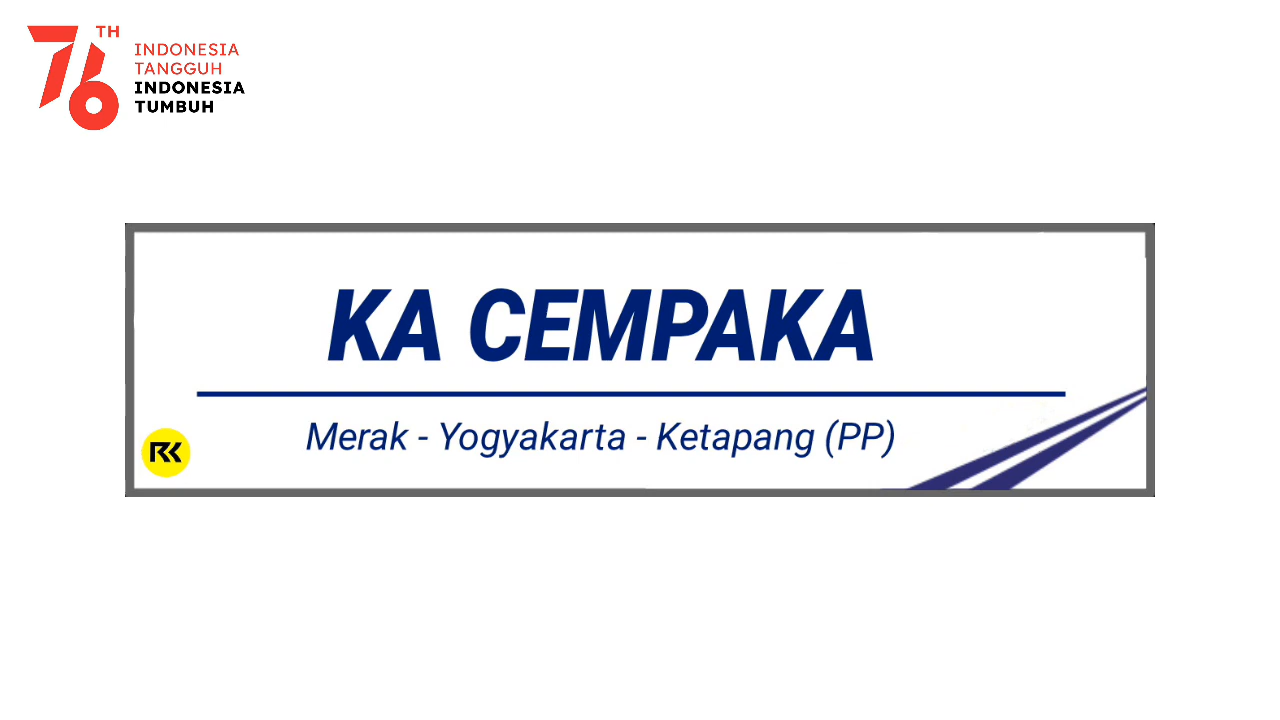 76TH
INDONESIA
TANGGUH
INDONESIA
TUMBUH
KA CEMPAKA
Merak - Yogyakarta - Ketapang (PP)
RK